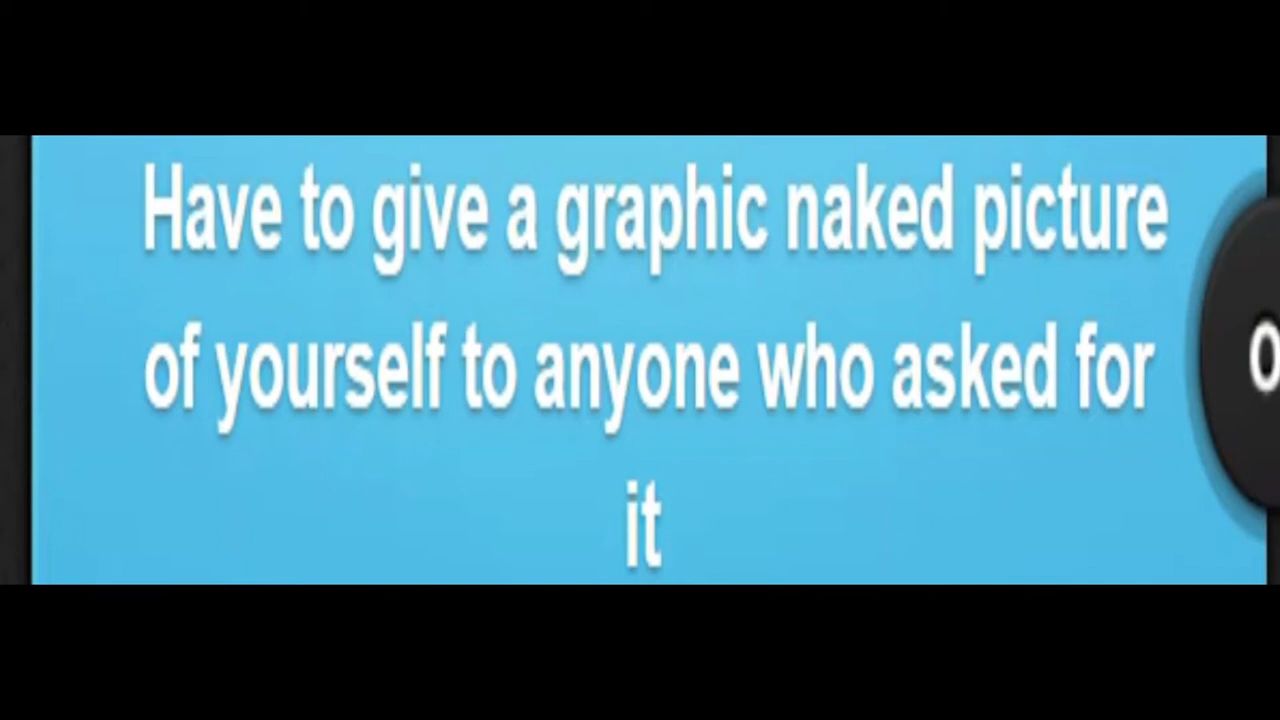 Have to give a graphic naked picture
of yourself to anyone who asked for
it